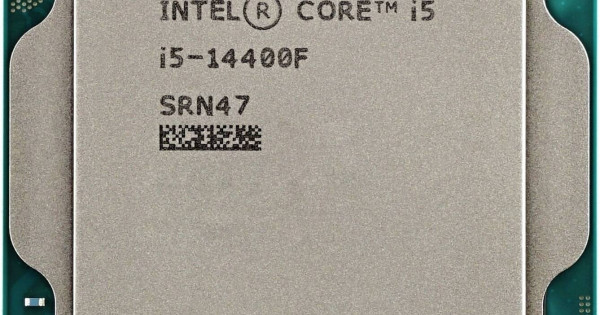 INTEL® CORE™ i5
i5-14400F
SRN47